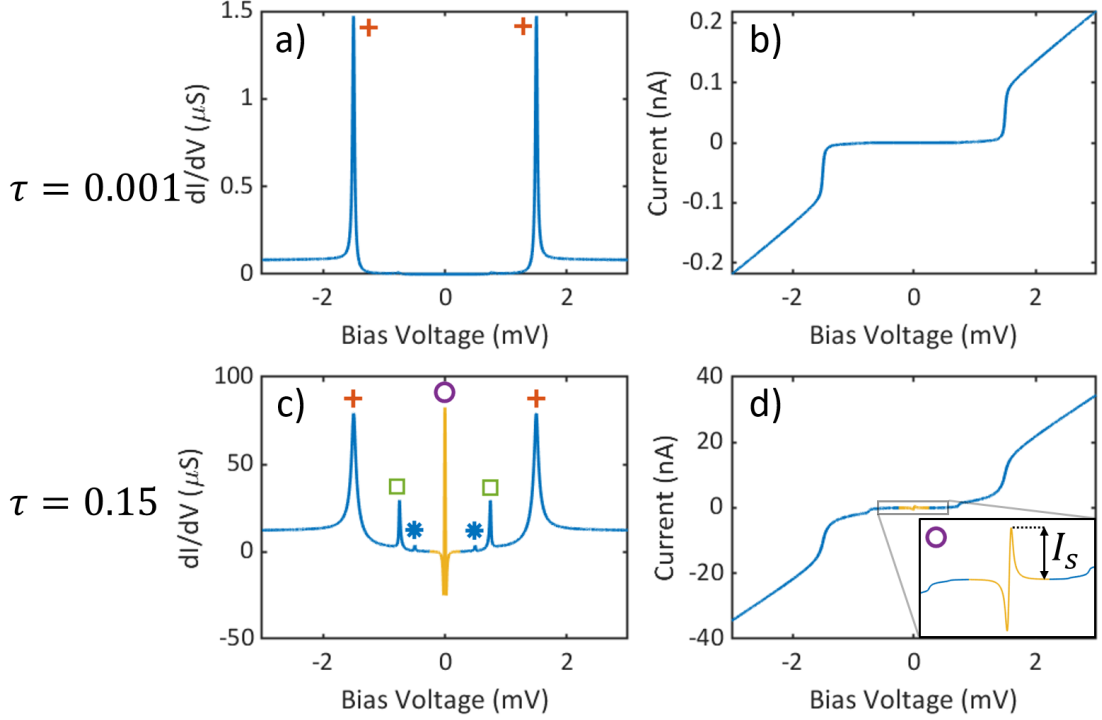 τ = 0.001
a)
dI/dV (μS)
1.5
1
0.5
0
-2
0
2
Bias Voltage (mV)
b)
Current (nA)
0.2
0.1
0
-0.1
-0.2
-2
0
2
Bias Voltage (mV)
τ = 0.15
c)
dI/dV (μS)
100
50
0
-50
-2
0
2
Bias Voltage (mV)
d)
Current (nA)
40
20
0
-20
-40
I_s
-2
0
2
Bias Voltage (mV)